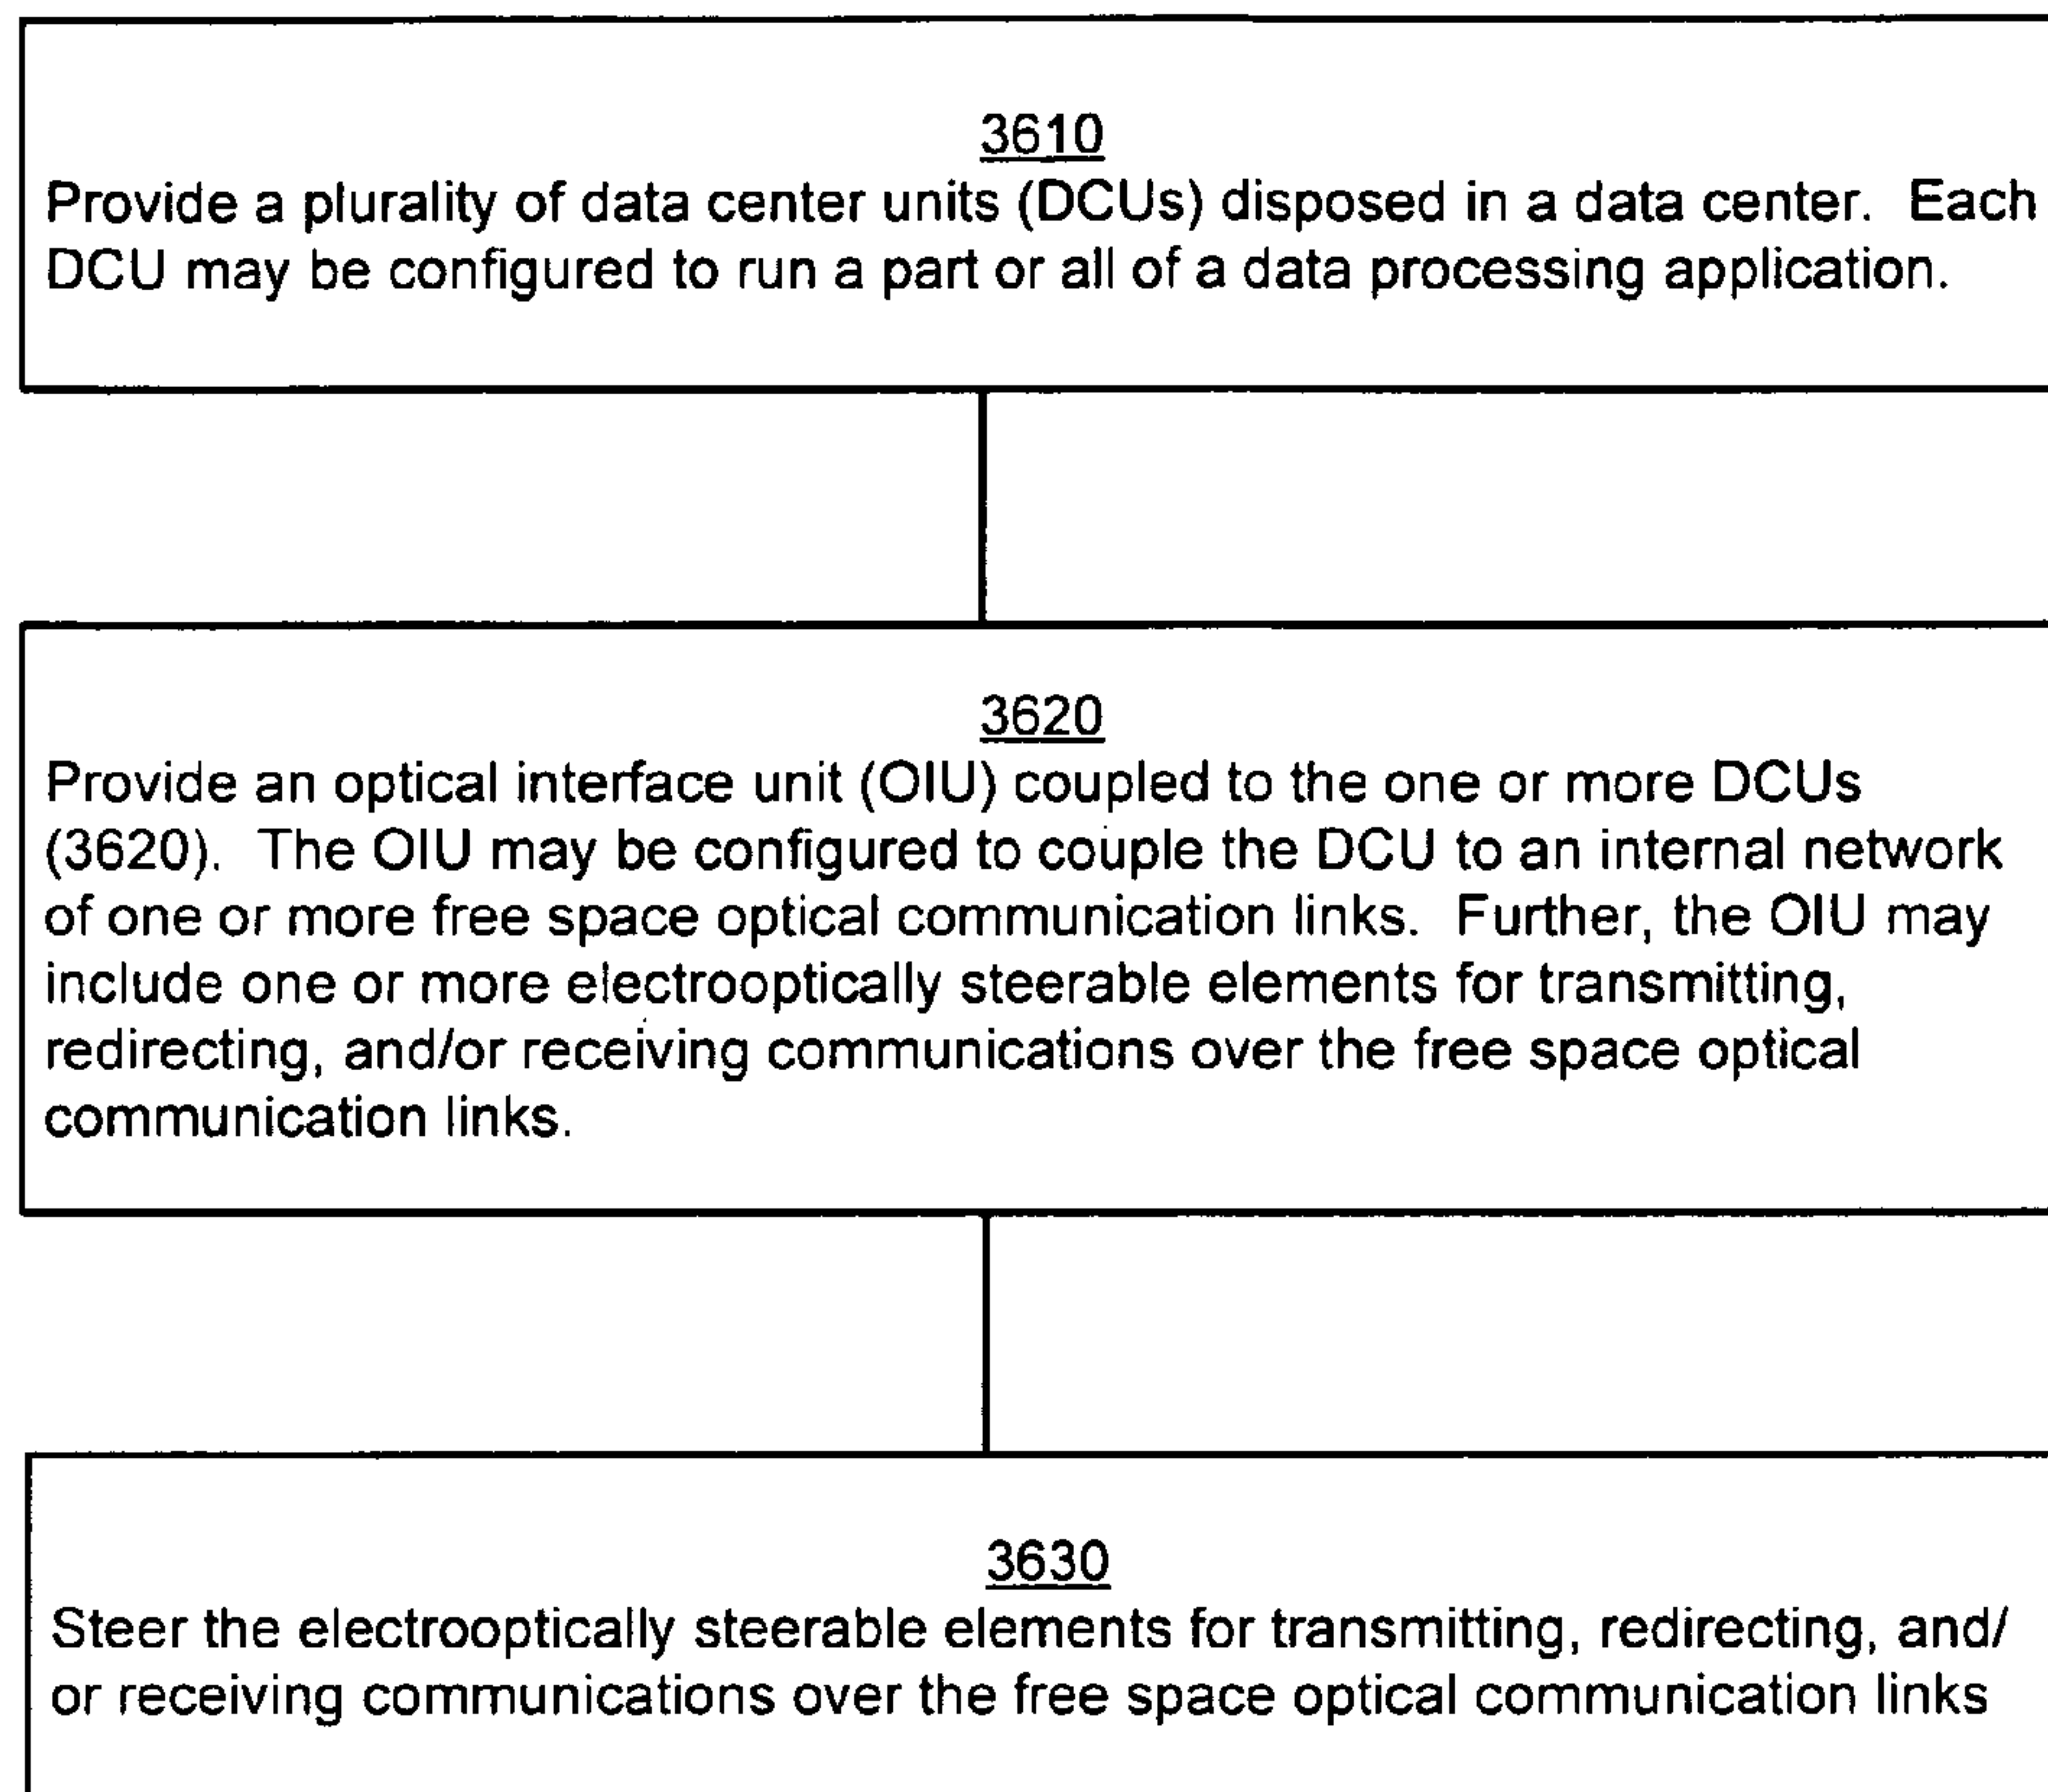 3610
Provide a plurality of data center units (DCUs) disposed in a data center. Each
DCU may be configured to run a part or all of a data processing application.
3620
Provide an optical interface unit (OIU) coupled to the one or more DCUs
(3620). The OIU may be configured to couple the DCU to an internal network
of one or more free space optical communication links. Further, the OIU may
include one or more electrooptically steerable elements for transmitting,
redirecting, and/or receiving communications over the free space optical
communication links.
3630
Steer the electrooptically steerable elements for transmitting, redirecting, and/
or receiving communications over the free space optical communication links